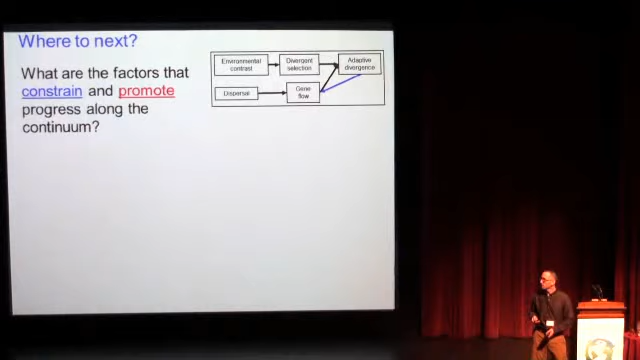 Where to next?
What are the factors that
constrain and promote
progress along the
continuum?
Environmental
contrast
Divergent
selection
Adaptive
divergence
Dispersal
Gene
flow